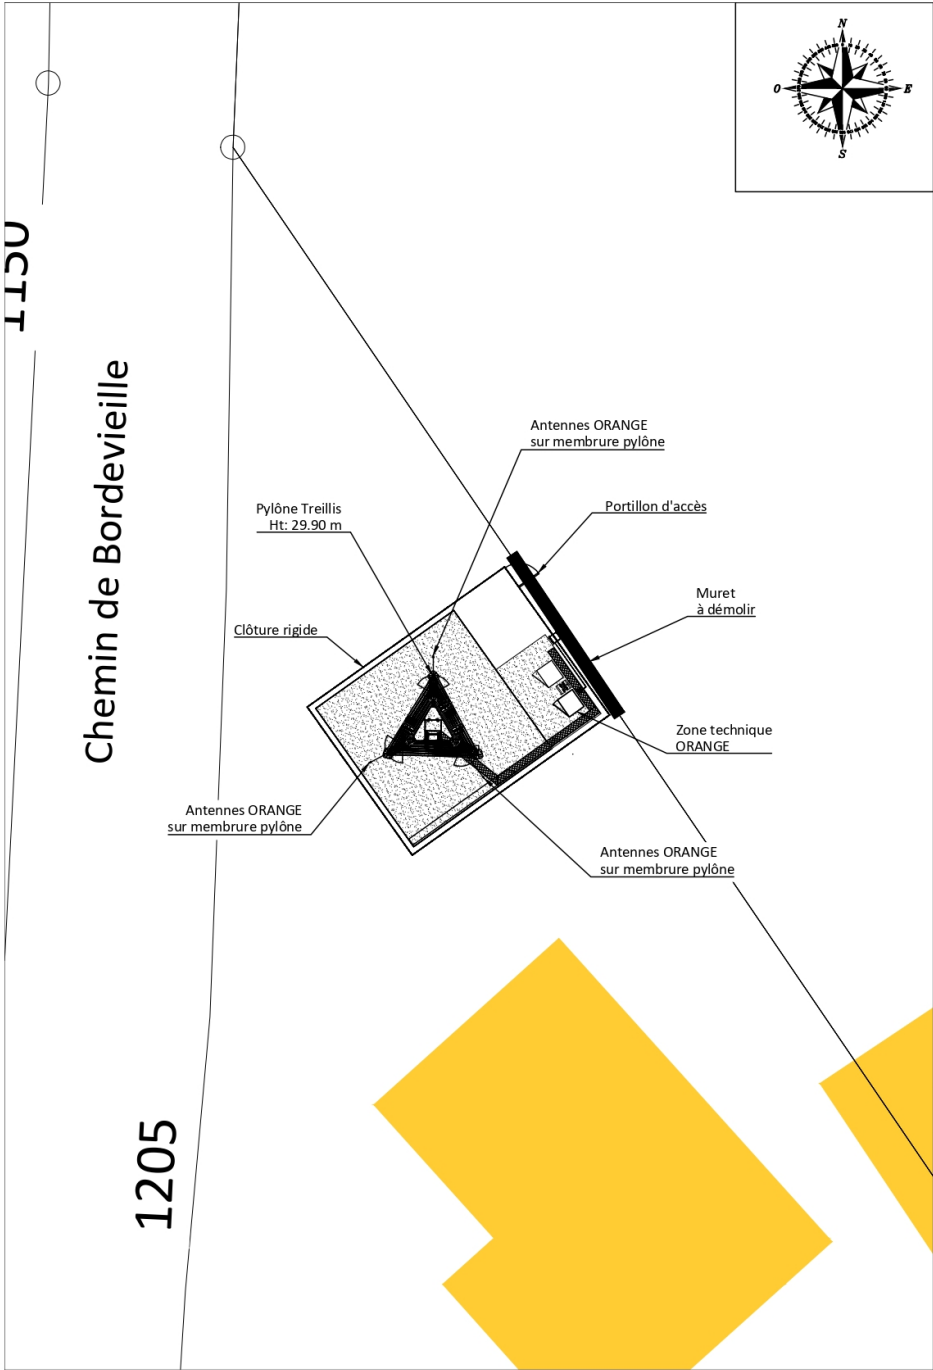 N
O
E
S
1150
Chemin de Bordevieille
Antennes ORANGE
sur membrure pylône
Pylône Treillis
Ht: 29.90 m
Portillon d'accès
Muret
à démolir
Clôture rigide
Zone technique
ORANGE
Antennes ORANGE
sur membrure pylône
Antennes ORANGE
sur membrure pylône
1205